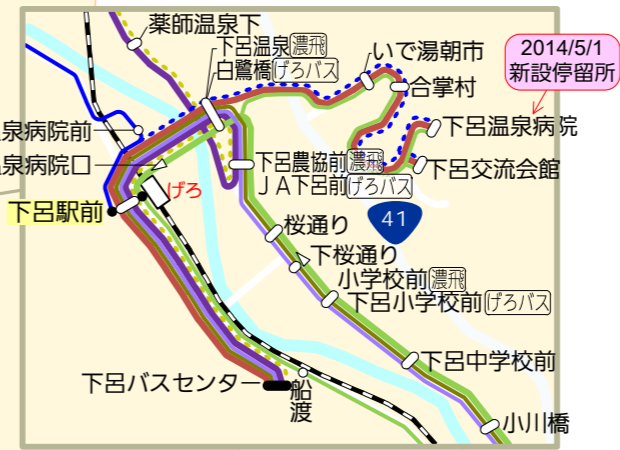 薬師温泉下
下呂温泉濃飛
白鷺橋げろバス
いで湯朝市
2014/5/1
新設停留所
合掌村
泉病院前
下呂温泉病院
泉病院口
下呂農協前濃飛
下呂交流会館
JA下呂前げろバス
げろ
下呂駅前
41
桜通り
下桜通り
小学校前濃飛
下呂小学校前げろバス
下呂中学校前
下呂バスセンター
船渡
小川橋